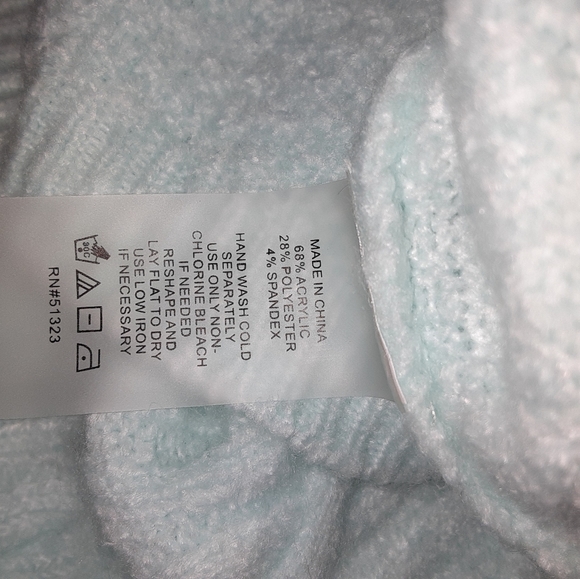 MADE IN CHINA
68% ACRYLIC
28% POLYESTER
4% SPANDEX
HAND WASH COLD
SEPARATELY
USE ONLY NON-
CHLORINE BLEACH
IF NEEDED
RESHAPE AND
LAY FLAT TO DRY
USE LOW IRON
IF NECESSARY
30C
RN#51323